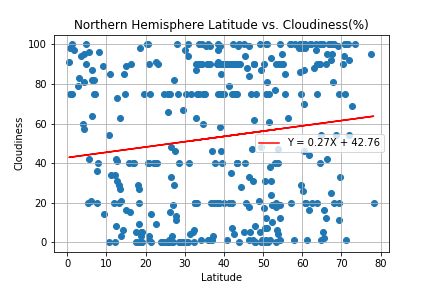 Northern Hemisphere Latitude vs. Cloudiness(%)
100
80
60
40
20
0
Cloudiness
Y = 0.27X + 42.76
0 10 20 30 40 50 60 70 80
Latitude